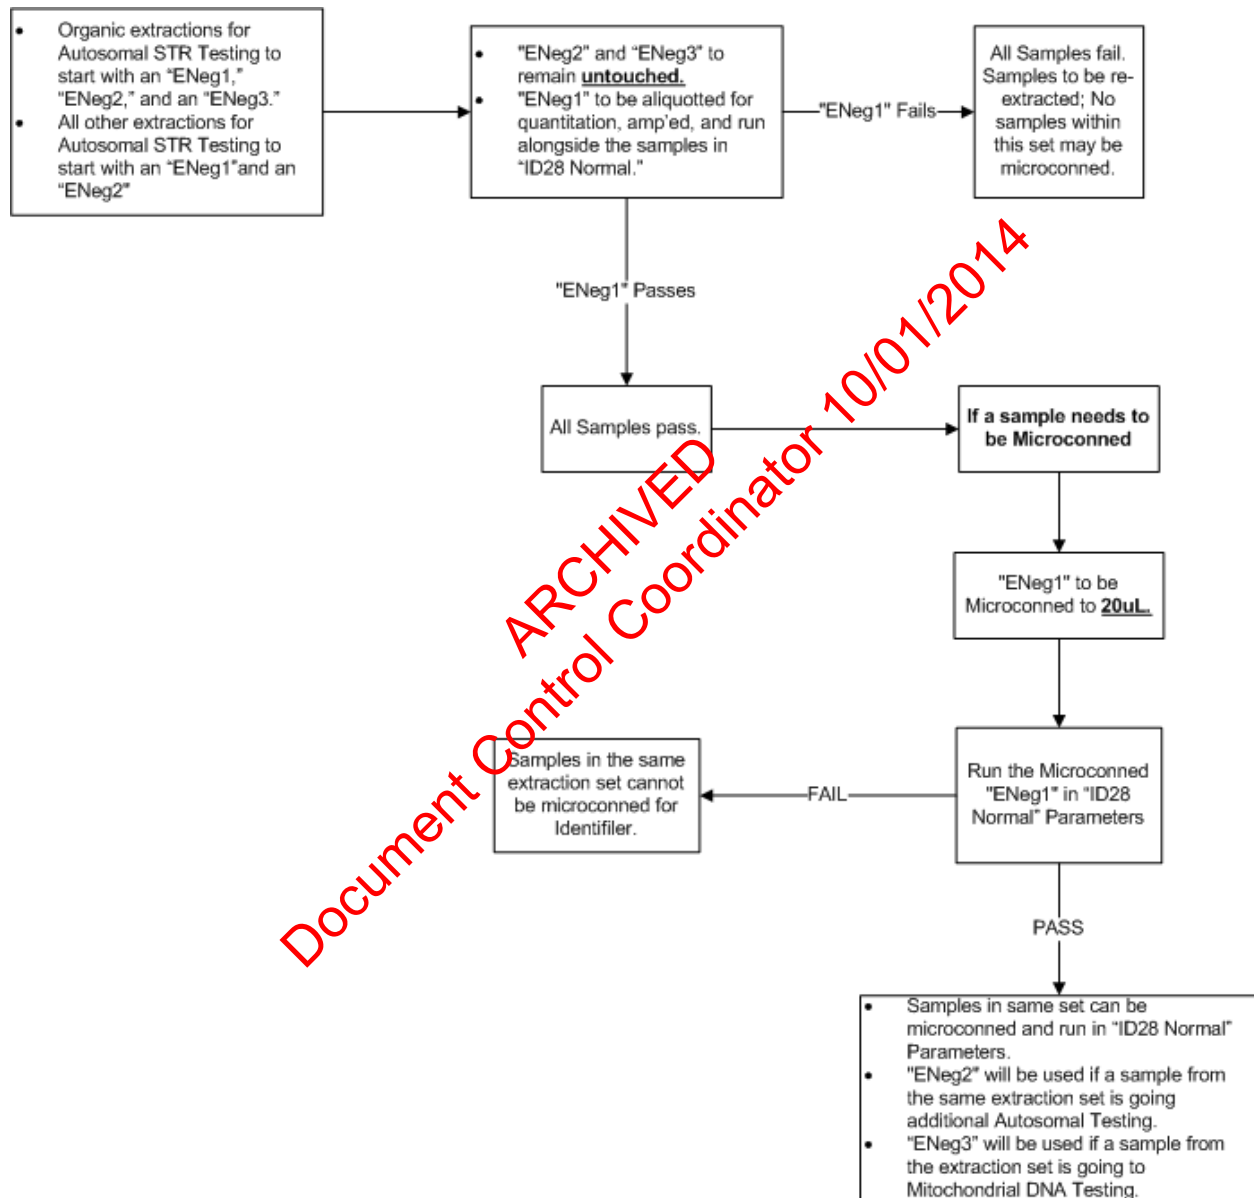 • Organic extractions for
Autosomal STR Testing to
start with an “ENeg1,”
“ENeg2,” and an “ENeg3.”
• All other extractions for
Autosomal STR Testing to
start with an “ENeg1”and an
“ENeg2”
• "ENeg2” and “ENeg3” to
remain untouched.
• "ENeg1” to be aliquotted for
quantitation, amp’ed, and run
alongside the samples in
“ID28 Normal.”
"ENeg1” Fails
All Samples fail.
Samples to be re-
extracted; No
samples within
this set may be
microconned.
"ENeg1” Passes
All Samples pass.
If a sample needs to
be Microconned
"ENeg1” to be
Microconned to 20uL.
Run the Microconned
"ENeg1” in “ID28
Normal” Parameters
FAIL
Samples in the same
extraction set cannot
be microconned for
Identifiler.
PASS
• Samples in same set can be
microconned and run in “ID28 Normal”
Parameters.
• "ENeg2” will be used if a sample from
the same extraction set is going
additional Autosomal Testing.
• “ENeg3” will be used if a sample from
the extraction set is going to
Mitochondrial DNA Testing.
ARCHIVED
Document Control Coordinator 10/01/2014